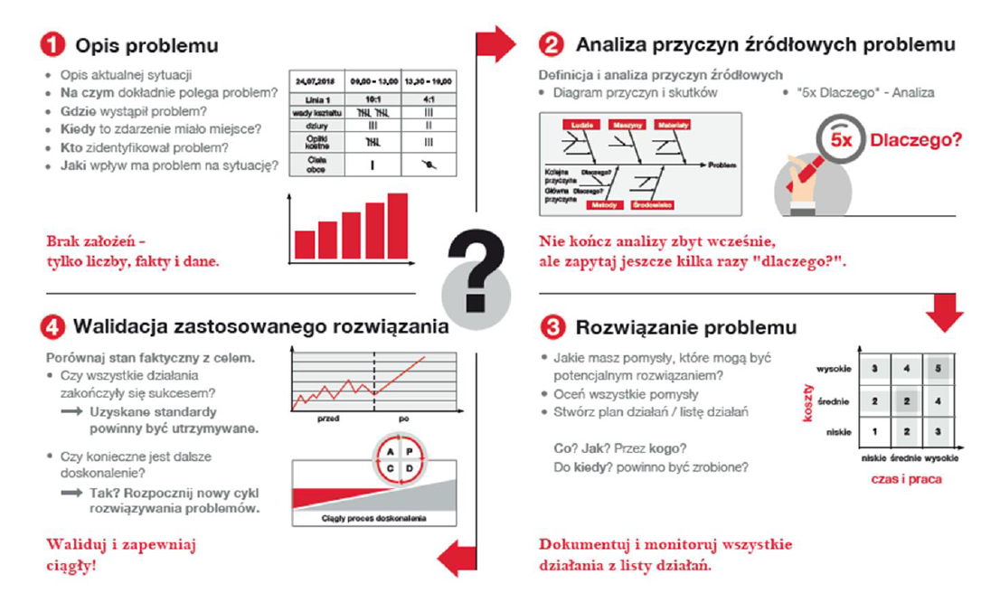 1 Opis problemu
• Opis aktualnej sytuacji
• Na czym dokładnie polega problem?
• Gdzie wystąpił problem?
• Kiedy to zdarzenie miało miejsce?
• Kto zidentyfikował problem?
• Jaki wpływ ma problem na sytuację?
24.07.2018 09.00 – 13.00 13.30 – 19.00
Linia 1 10:1 4:1
wady kształtu
dziury
Opiłki
kostne
Ciała
obce
Brak założeń –
tylko liczby, fakty i dane.
2 Analiza przyczyn źródłowych problemu
Definicja i analiza przyczyn źródłowych
• Diagram przyczyn i skutków
• "5x Dlaczego" - Analiza
Ludzie Maszyny Materiały
Problem
Kolejna Dlaczego?
przyczyna
Główna Dlaczego?
przyczyna
Metody Środowisko
5x Dlaczego?
Nie kończ analizy zbyt wcześnie,
ale zapytaj jeszcze kilka razy "dlaczego?".
?
3 Rozwiązanie problemu
• Jakie masz pomysły, które mogą być
potencjalnym rozwiązaniem?
• Oceń wszystkie pomysły
• Stwórz plan działań / listę działań
Co? Jak? Przez kogo?
Do kiedy? powinno być zrobione?
koszty
wysokie 3 4 5
średnie 2 2 4
niskie 1 2 3
niskie średnie wysokie
czas i praca
Dokumentuj i monitoruj wszystkie
działania z listy działań.
4 Walidacja zastosowanego rozwiązania
Porównaj stan faktyczny z celem.
• Czy wszystkie działania
zakończyły się sukcesem?
Uzyskane standardy
powinny być utrzymywane.
• Czy konieczne jest dalsze
doskonalenie?
Tak? Rozpocznij nowy cykl
rozwiązywania problemów.
przed po
A P
C D
Ciągły proces doskonalenia
Waliduj i zapewniaj
ciągły!